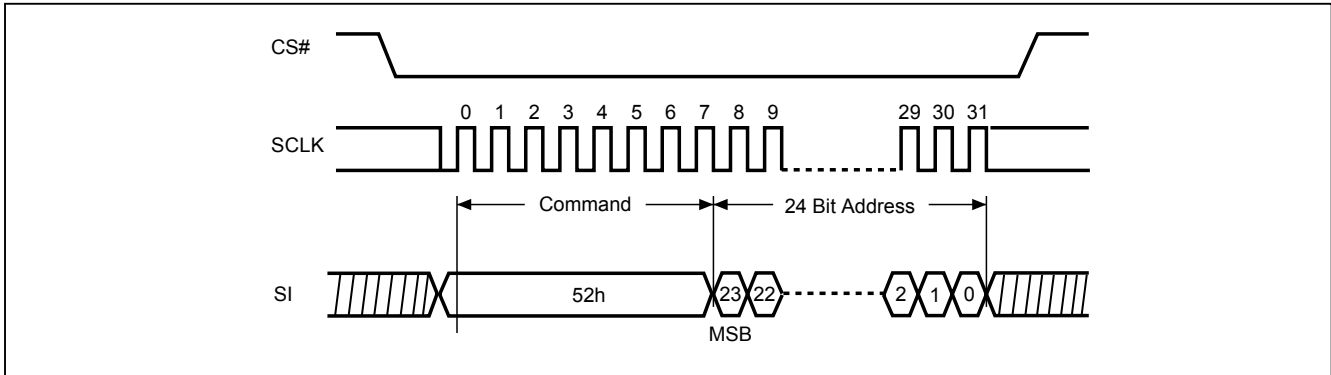 CS#
0 1 2 3 4 5 6 7 8 9 29 30 31
SCLK
Command 24 Bit Address
SI 52h 23 22 2 1 0
MSB